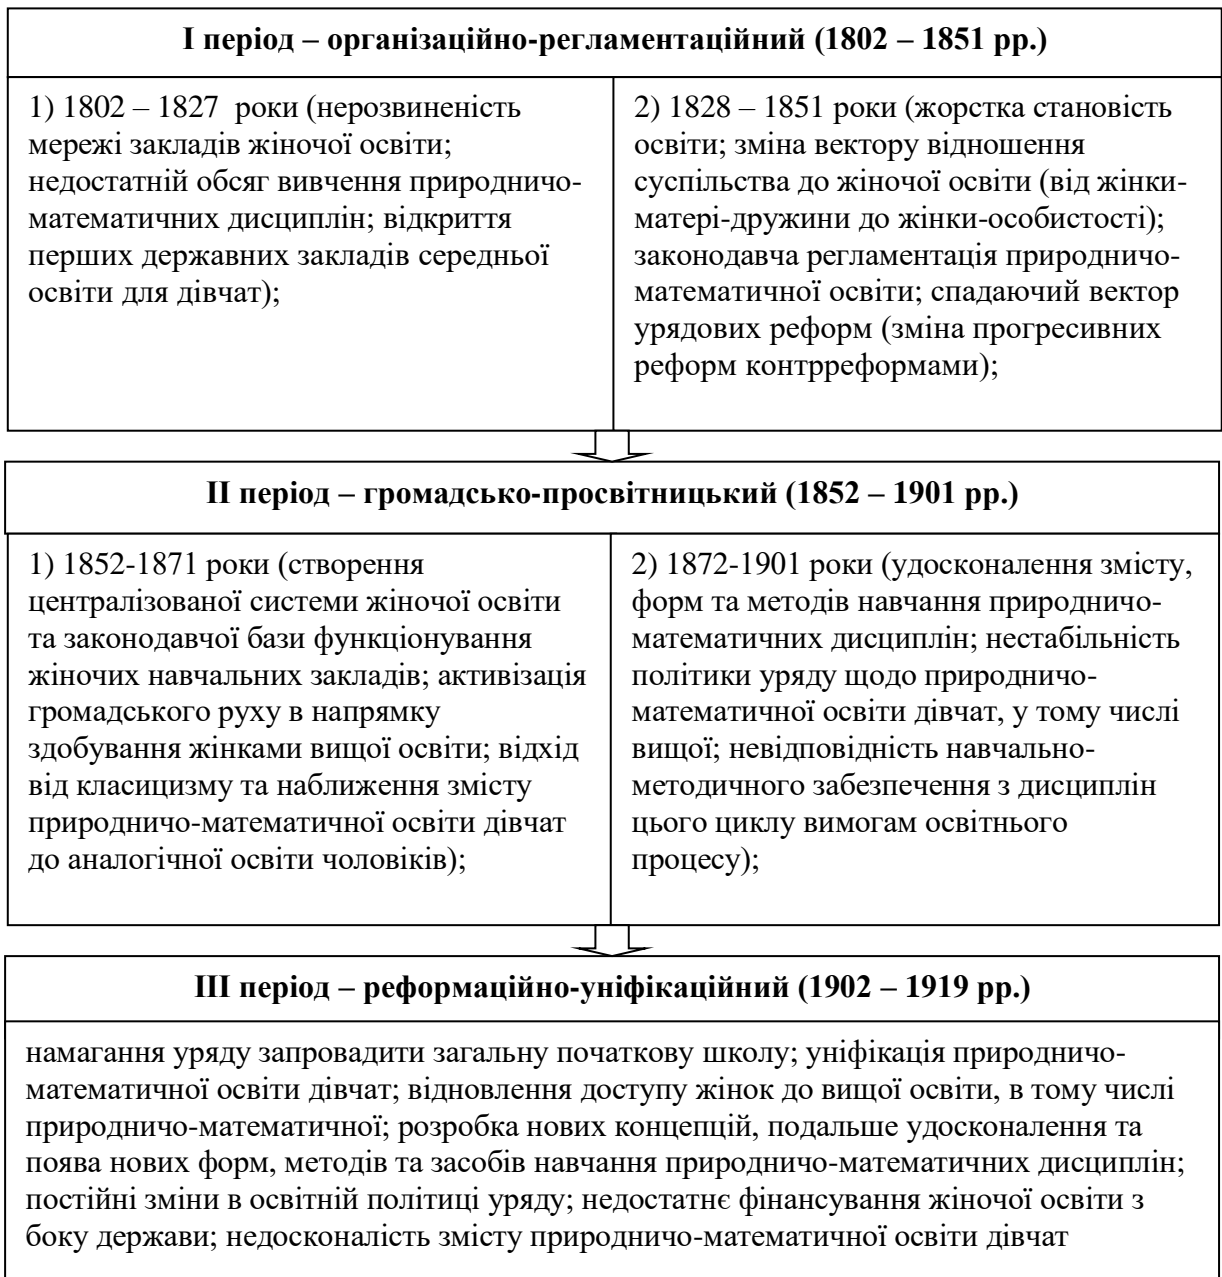 І період – організаційно-регламентаційний (1802 – 1851 рр.)
1) 1802 – 1827 роки (нерозвиненість
мережі закладів жіночої освіти;
недостатній обсяг вивчення природничо-
математичних дисциплін; відкриття
перших державних закладів середньої
освіти для дівчат);
2) 1828 – 1851 роки (жорстка становість
освіти; зміна вектору відношення
суспільства до жіночої освіти (від жінки-
матері-дружини до жінки-особистості);
законодавча регламентація природничо-
математичної освіти; спадаючий вектор
урядових реформ (зміна прогресивних
реформ контрреформами);
ІІ період – громадсько-просвітницький (1852 – 1901 рр.)
1) 1852-1871 роки (створення
централізованої системи жіночої освіти
та законодавчої бази функціонування
жіночих навчальних закладів; активізація
громадського руху в напрямку
здобування жінками вищої освіти; відхід
від класицизму та наближення змісту
природничо-математичної освіти дівчат
до аналогічної освіти чоловіків);
2) 1872-1901 роки (удосконалення змісту,
форм та методів навчання природничо-
математичних дисциплін; нестабільність
політики уряду щодо природничо-
математичної освіти дівчат, у тому числі
вищої; невідповідність навчально-
методичного забезпечення з дисциплін
цього циклу вимогам освітнього
процесу);
ІІІ період – реформаційно-уніфікаційний (1902 – 1919 рр.)
намагання уряду запровадити загальну початкову школу; уніфікація природничо-
математичної освіти дівчат; відновлення доступу жінок до вищої освіти, в тому числі
природничо-математичної; розробка нових концепцій, подальше удосконалення та
поява нових форм, методів та засобів навчання природничо-математичних дисциплін;
постійні зміни в освітній політиці уряду; недостатнє фінансування жіночої освіти з
боку держави; недосконалість змісту природничо-математичної освіти дівчат